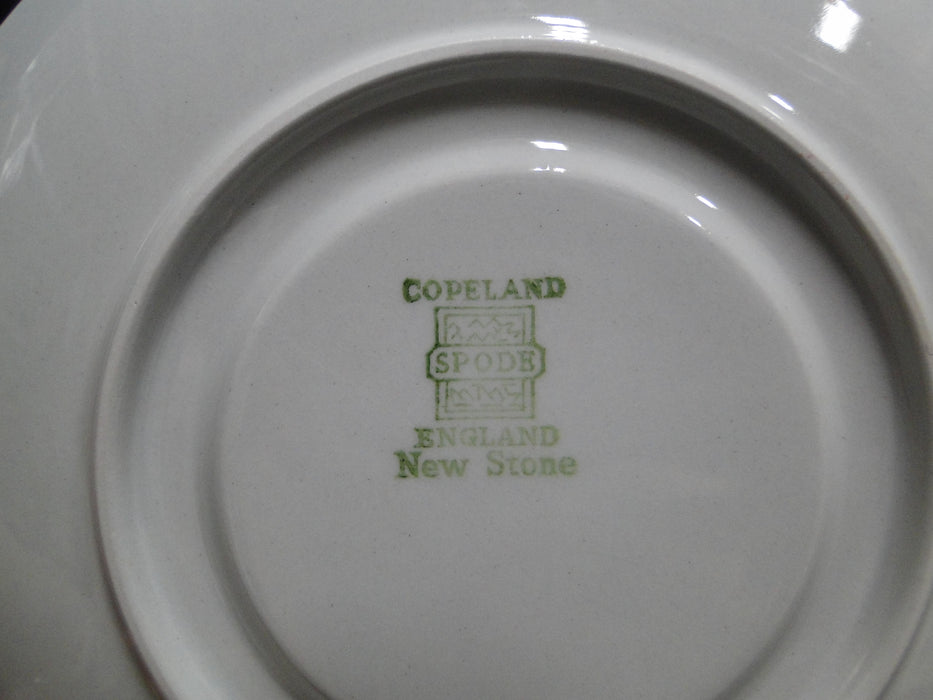 COPELAND
SPODE
ENGLAND
New Stone